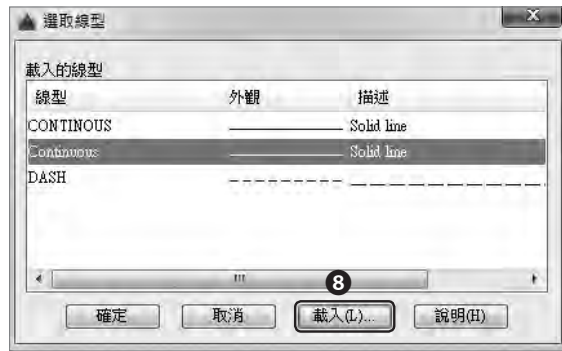 選取線型
載入的線型
線型 外觀 描述
CONTINOUS Solid line
Continuous Solid line
DASH
8
確定 取消 載入(L)... 說明(H)